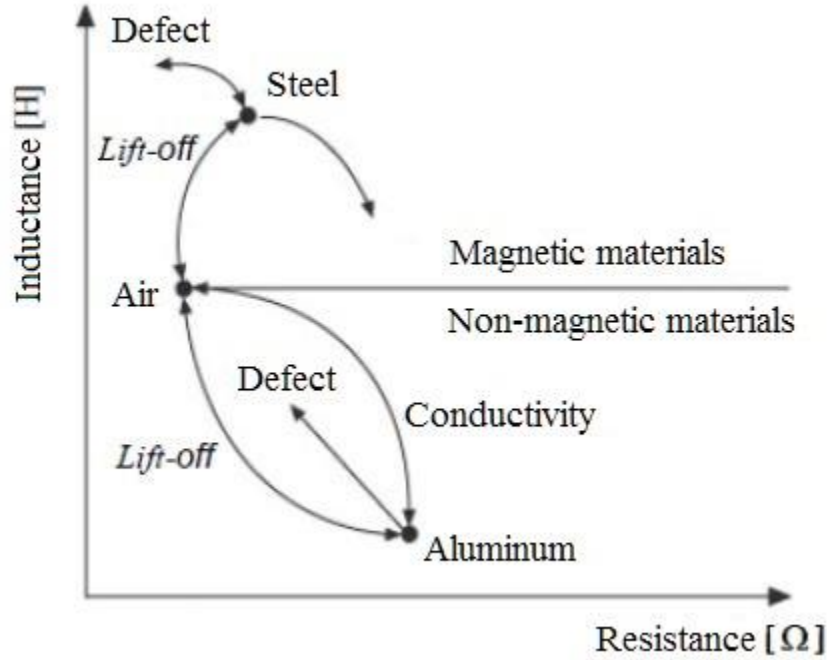 Defect
Steel
Inductance [H]
Lift-off
Magnetic materials
Air
Non-magnetic materials
Defect
Conductivity
Lift-off
Aluminum
Resistance [Ω]